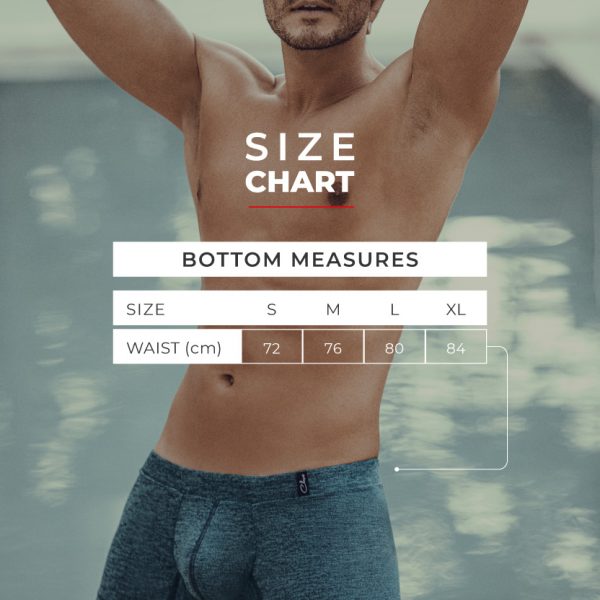 SIZE
CHART
BOTTOM MEASURES
SIZE S M L XL
WAIST (cm) 72 76 80 84